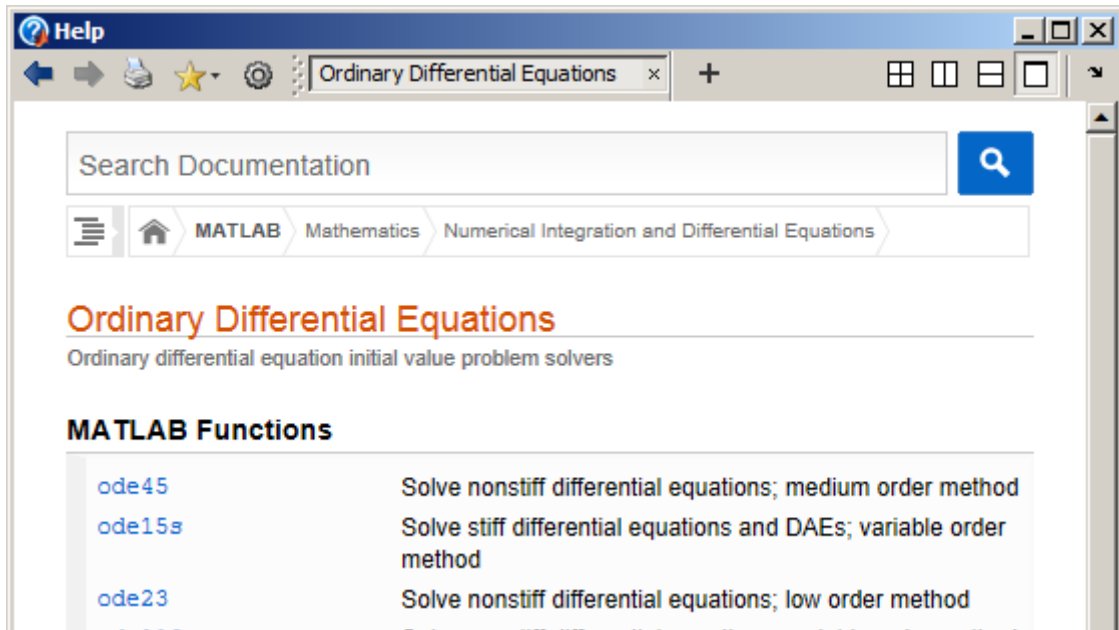 Help
Ordinary Differential Equations
Search Documentation
MATLAB Mathematics Numerical Integration and Differential Equations
Ordinary Differential Equations
Ordinary differential equation initial value problem solvers
MATLAB Functions
ode45 Solve nonstiff differential equations; medium order method
ode15s Solve stiff differential equations and DAEs; variable order
method
ode23 Solve nonstiff differential equations; low order method